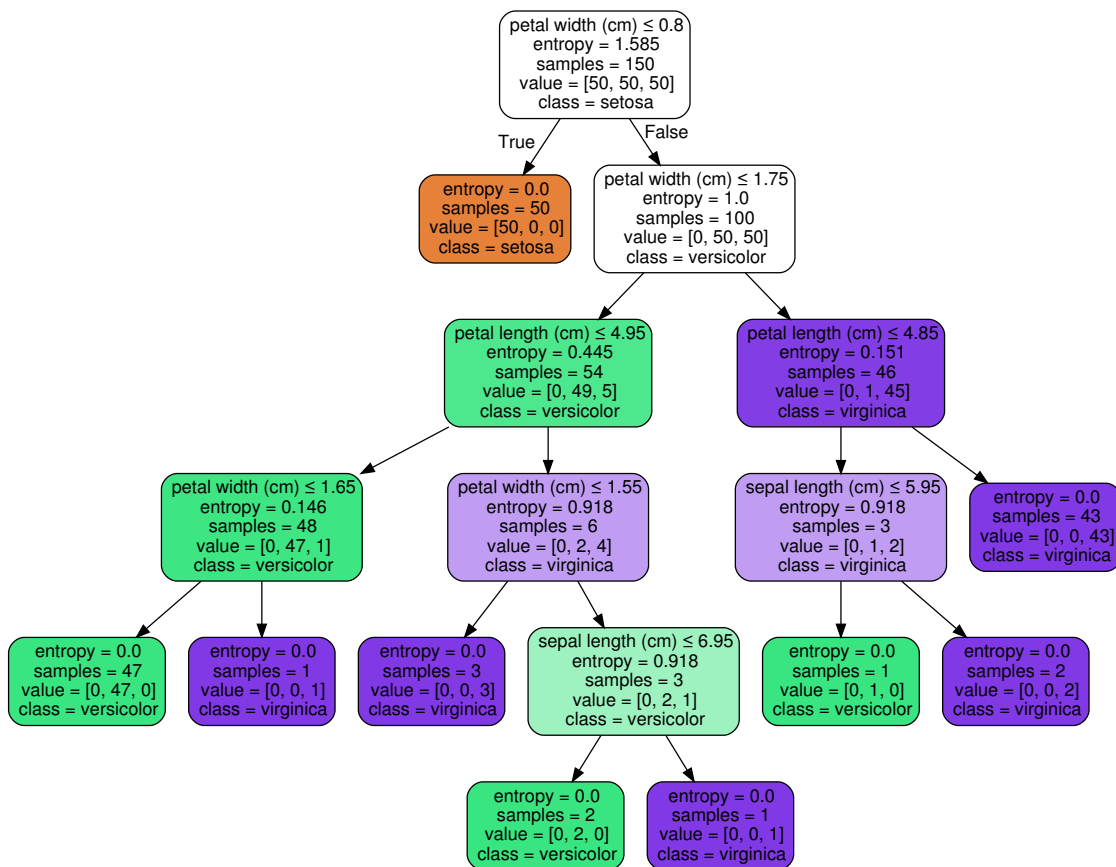 petal width (cm) ≤ 0.8
entropy = 1.585
samples = 150
value = [50, 50, 50]
class = setosa
True
False
entropy = 0.0
samples = 50
value = [50, 0, 0]
class = setosa
petal width (cm) ≤ 1.75
entropy = 1.0
samples = 100
value = [0, 50, 50]
class = versicolor
petal length (cm) ≤ 4.95
entropy = 0.445
samples = 54
value = [0, 49, 5]
class = versicolor
petal length (cm) ≤ 4.85
entropy = 0.151
samples = 46
value = [0, 1, 45]
class = virginica
petal width (cm) ≤ 1.65
entropy = 0.146
samples = 48
value = [0, 47, 1]
class = versicolor
petal width (cm) ≤ 1.55
entropy = 0.918
samples = 6
value = [0, 2, 4]
class = virginica
sepal length (cm) ≤ 5.95
entropy = 0.918
samples = 3
value = [0, 1, 2]
class = virginica
entropy = 0.0
samples = 43
value = [0, 0, 43]
class = virginica
entropy = 0.0
samples = 47
value = [0, 47, 0]
class = versicolor
entropy = 0.0
samples = 1
value = [0, 0, 1]
class = virginica
entropy = 0.0
samples = 3
value = [0, 0, 3]
class = virginica
sepal length (cm) ≤ 6.95
entropy = 0.918
samples = 3
value = [0, 2, 1]
class = versicolor
entropy = 0.0
samples = 1
value = [0, 1, 0]
class = versicolor
entropy = 0.0
samples = 2
value = [0, 0, 2]
class = virginica
entropy = 0.0
samples = 2
value = [0, 2, 0]
class = versicolor
entropy = 0.0
samples = 1
value = [0, 0, 1]
class = virginica